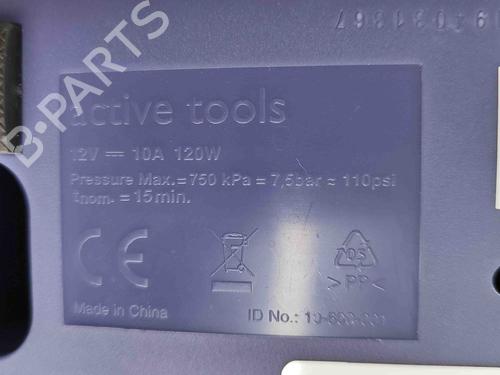 B-PARTS
active tools
12V ⎓ 10A 120W
Pressure Max.=750 kPa = 7,5bar ≈ 110psi
tnom. = 15min.
CE
05
>PP<
Made in China
ID No.: